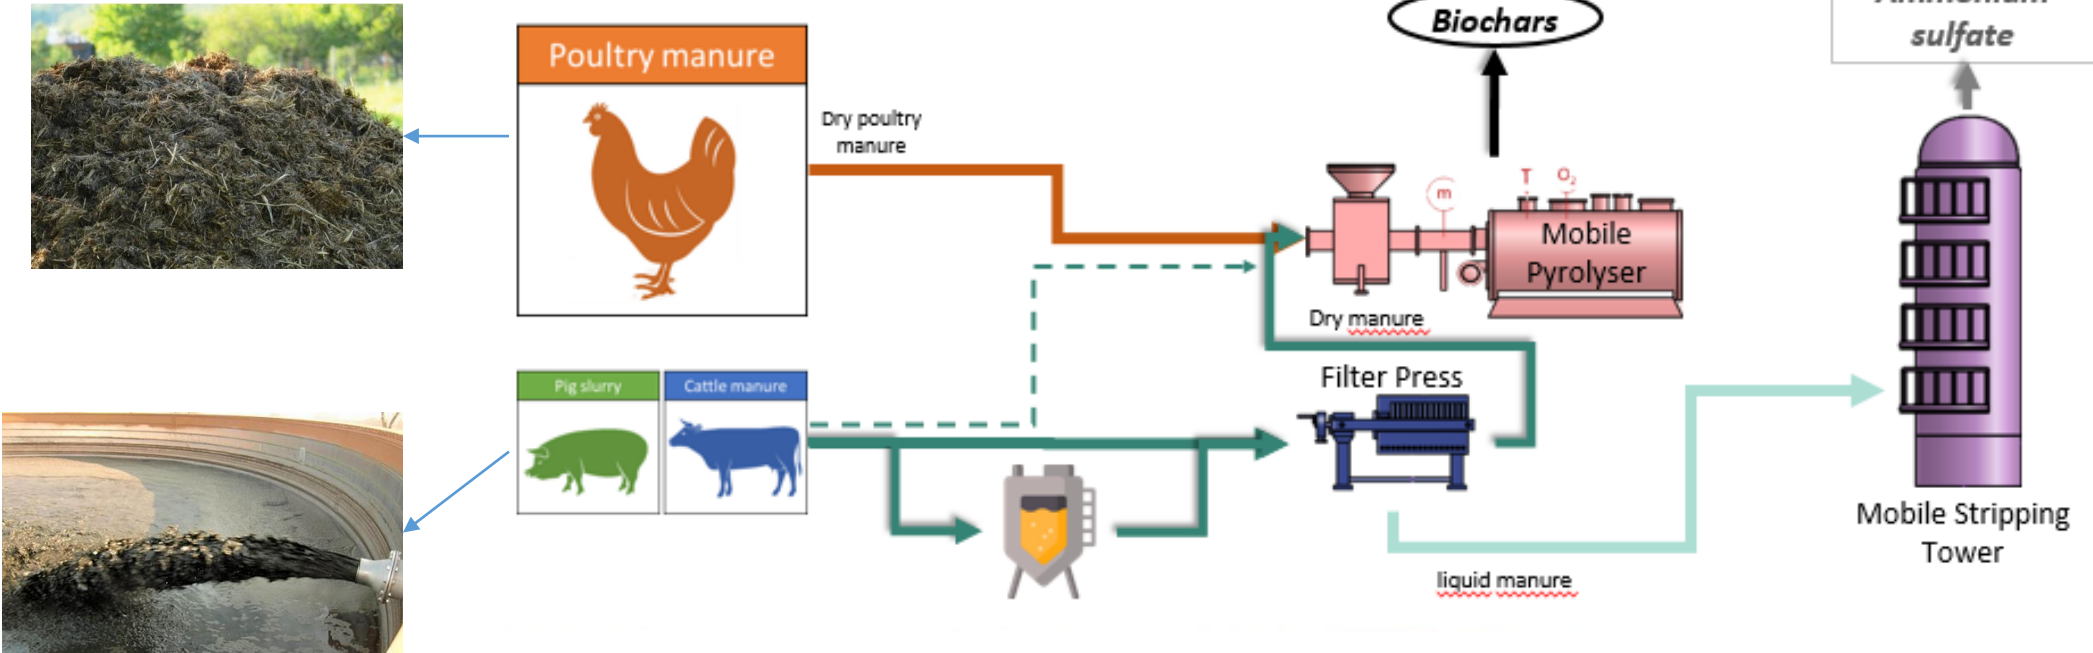 Biochars
sulfate
Poultry manure
Dry poultry
manure
m
T
O₂
Mobile
Pyrolyser
Dry manure
Filter Press
Pig slurry
Cattle manure
liquid manure
Mobile Stripping
Tower